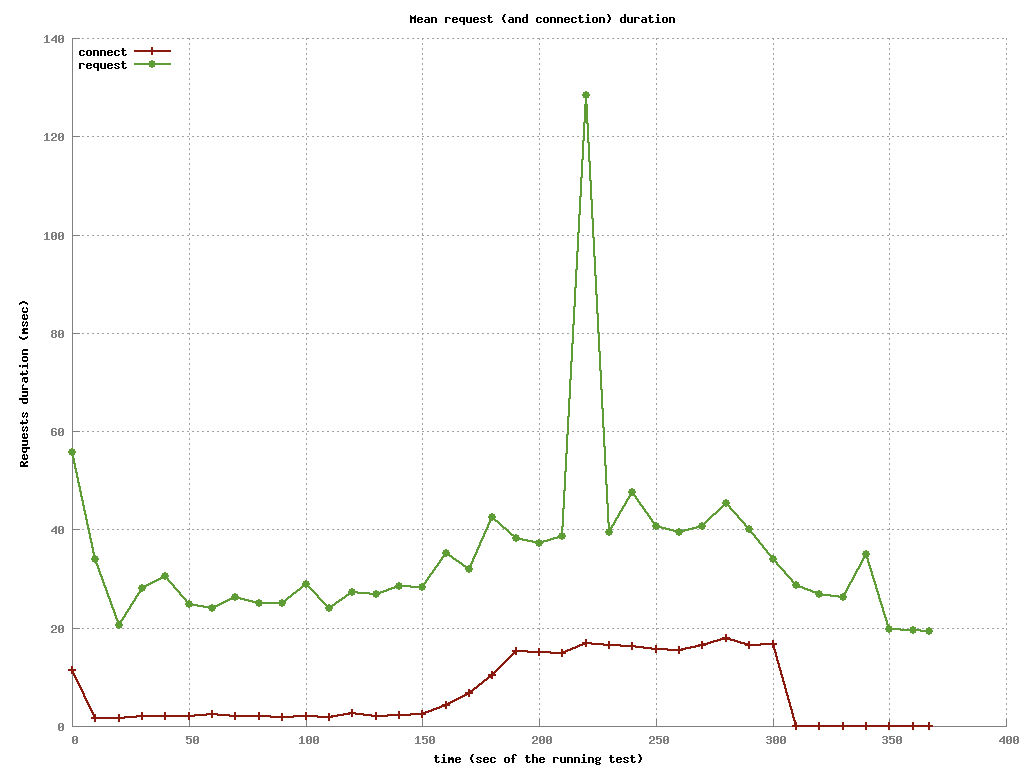 Mean request (and connection) duration
connect
request
140
120
100
80
60
40
20
0
Requests duration (msec)
0 50 100 150 200 250 300 350 400
time (sec of the running test)